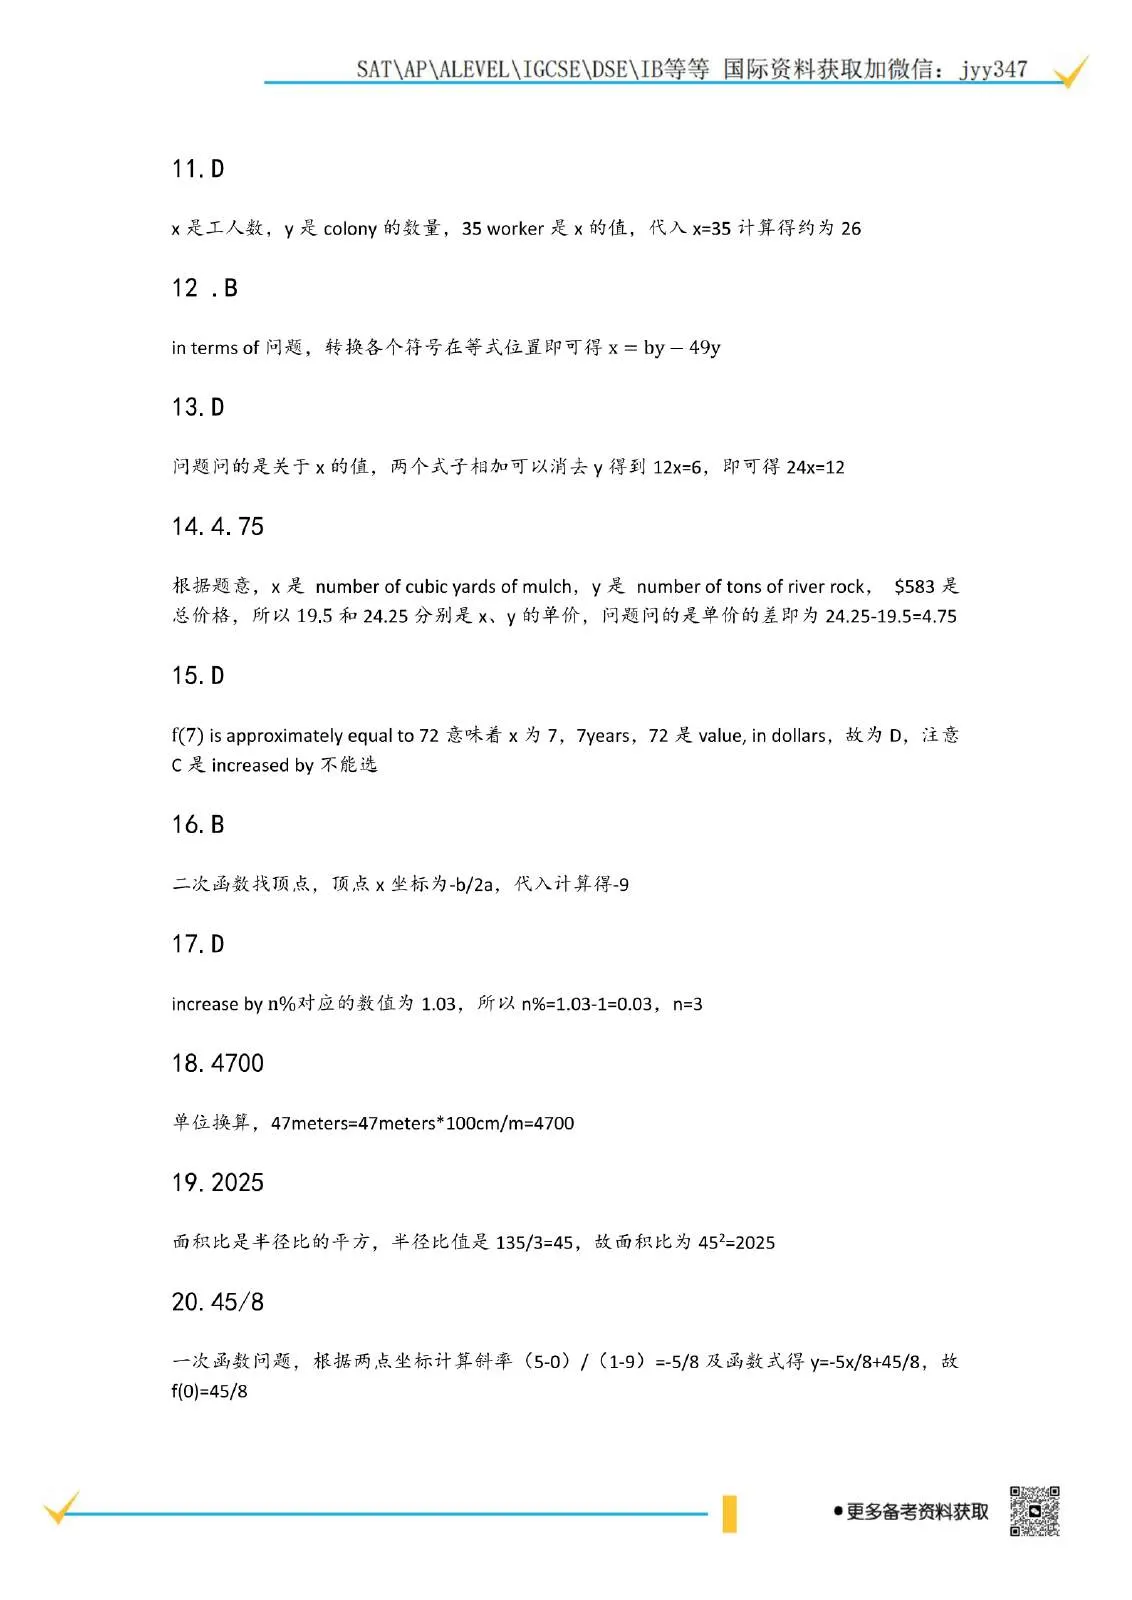 SAT\AP\ALEVEL\IGCSE\DSE\IB等等 国际资料获取加微信：jyy347
11.D
x 是工人数，y 是 colony 的数量，35 worker 是 x 的值，代入 x=35 计算得约为 26
12 .B
in terms of 问题，转换各个符号在等式位置即可得 x = by − 49y
13.D
问题问的是关于 x 的值，两个式子相加可以消去 y 得到 12x=6，即可得 24x=12
14.4.75
根据题意，x 是 number of cubic yards of mulch，y 是 number of tons of river rock， $583 是
总价格，所以 19.5 和 24.25 分别是 x、y 的单价，问题问的是单价的差即为 24.25-19.5=4.75
15.D
f(7) is approximately equal to 72 意味着 x 为 7，7years，72 是 value, in dollars，故为 D，注意
C 是 increased by 不能选
16.B
二次函数找顶点，顶点 x 坐标为-b/2a，代入计算得-9
17.D
increase by n%对应的数值为 1.03，所以 n%=1.03-1=0.03，n=3
18.4700
单位换算，47meters=47meters*100cm/m=4700
19.2025
面积比是半径比的平方，半径比值是 135/3=45，故面积比为 45²=2025
20.45/8
一次函数问题，根据两点坐标计算斜率（5-0）/（1-9）=-5/8 及函数式得 y=-5x/8+45/8，故
f(0)=45/8
•更多备考资料获取